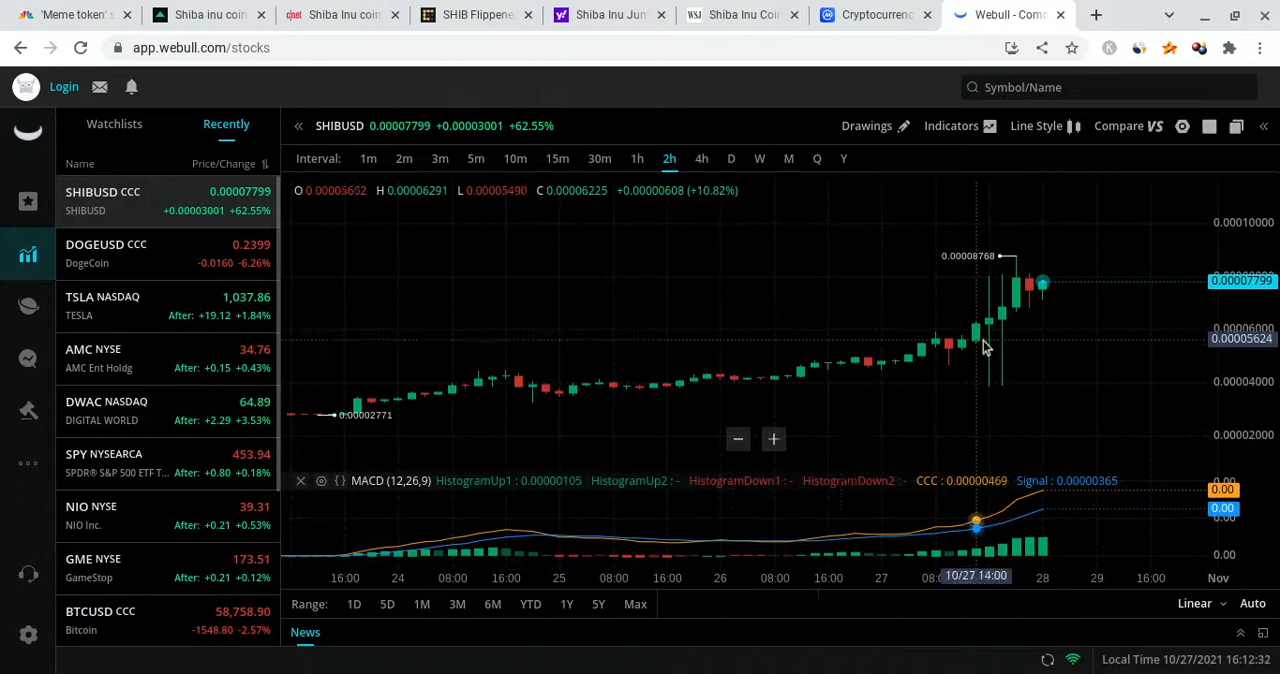 'Meme token' s
Shiba inu coin
Shiba Inu coin
SHIB Flippene
Shiba Inu Jum
Shiba Inu Coin
Cryptocurrenc
Webull - Com
app.webull.com/stocks
Login
Symbol/Name
Watchlists Recently
Name Price/Change
SHIBUSD CCC 0.00007799
SHIBUSD +0.00003001 +62.55%
DOGEUSD CCC 0.2399
DogeCoin -0.0160 -6.26%
TSLA NASDAQ 1,037.86
TESLA After: +19.12 +1.84%
AMC NYSE 34.76
AMC Ent Holdg After: +0.15 +0.43%
DWAC NASDAQ 64.89
DIGITAL WORLD After: +2.29 +3.53%
SPY NYSEARCA 453.94
SPDR® S&P 500 ETF T... After: +0.80 +0.18%
NIO NYSE 39.31
NIO Inc. After: +0.21 +0.53%
GME NYSE 173.51
GameStop After: +0.21 +0.12%
BTCUSD CCC 58,758.90
Bitcoin -1548.80 -2.57%
SHIBUSD 0.00007799 +0.00003001 +62.55%
Drawings Indicators Line Style Compare VS
Interval: 1m 2m 3m 5m 10m 15m 30m 1h 2h 4h D W M Q Y
O 0.00005652 H 0.00006291 L 0.00005490 C 0.00006225 +0.00000608 (+10.82%)
0.00010000
0.00008768
0.00007799
0.00006000
0.00005624
0.00004000
0.00002771
0.00002000
MACD (12,26,9) HistogramUp1 : 0.00000105 HistogramUp2 : - HistogramDown1 : - HistogramDown2 : - CCC : 0.00000469 Signal : 0.00000365
0.00
0.00
0.00
16:00 24 08:00 16:00 25 08:00 16:00 26 08:00 16:00 27 10/27 14:00 28 29 16:00 Nov
Range: 1D 5D 1M 3M 6M YTD 1Y 5Y Max
Linear Auto
News
Local Time 10/27/2021 16:12:32